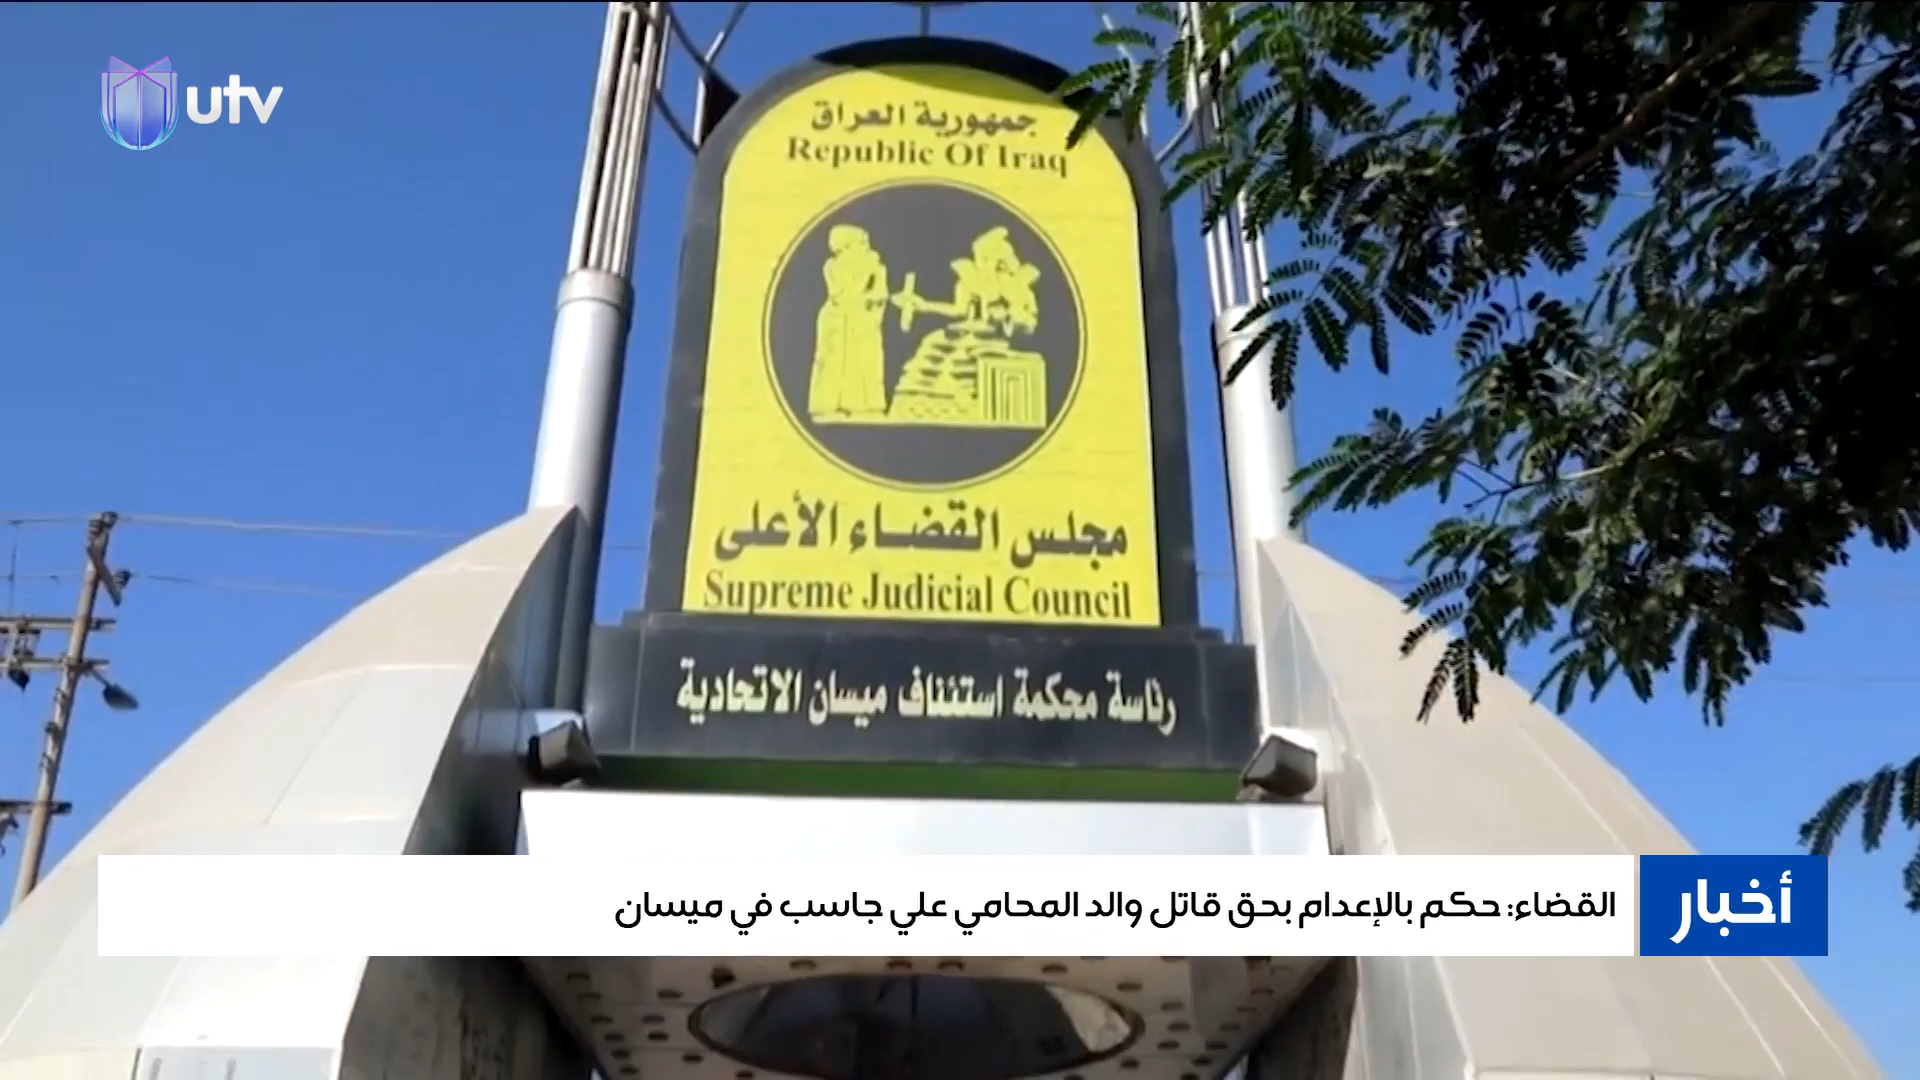 utv
جمهورية العراق
Republic Of Iraq
مجلس القضاء الأعلى
Supreme Judicial Council
رئاسة محكمة استئناف ميسان الاتحادية
أخبار
القضاء: حكم بالإعدام بحق قاتل والد المحامي علي جاسب في ميسان